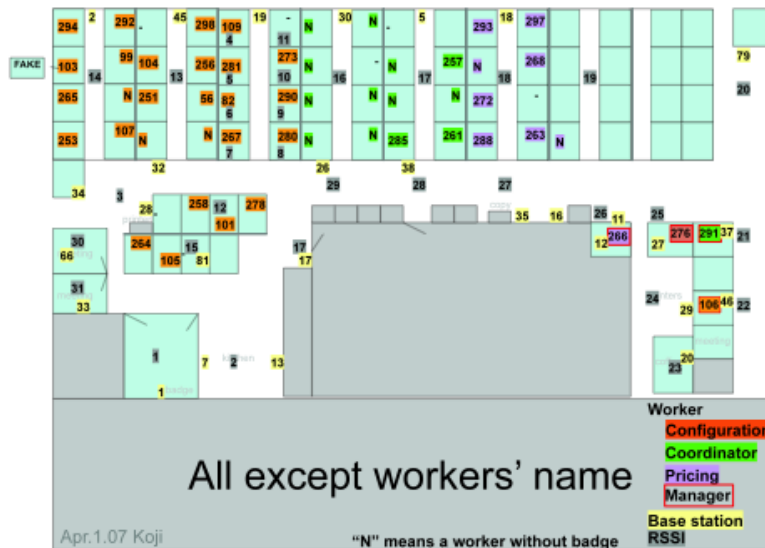 294 2 292 - 45 298 109 19 - N 30 N 5 293 18 297
4 11
FAKE 103 14 99 104 13 256 281 16 273 N - N 17 257 N 18 268 19 79
5 10 20
265 N 251 56 82 290 N N N N 272 -
6 9
253 107 N N 267 280 N 285 261 288 263 N
7 8
32 26 38
34 3 29 28 27
28 258 12 278 copy 35 16 26 11 25
101
30 264 15 17 12 266 27 276 291 37 21
66 105 81 17
31 24 106 46 22
33 29
1 7 2 13 20
23
1 badge
Worker
Configuration
Coordinator
All except workers' name
Pricing
Manager
Base station
Apr.1.07 Koji "N" means a worker without badge RSSI